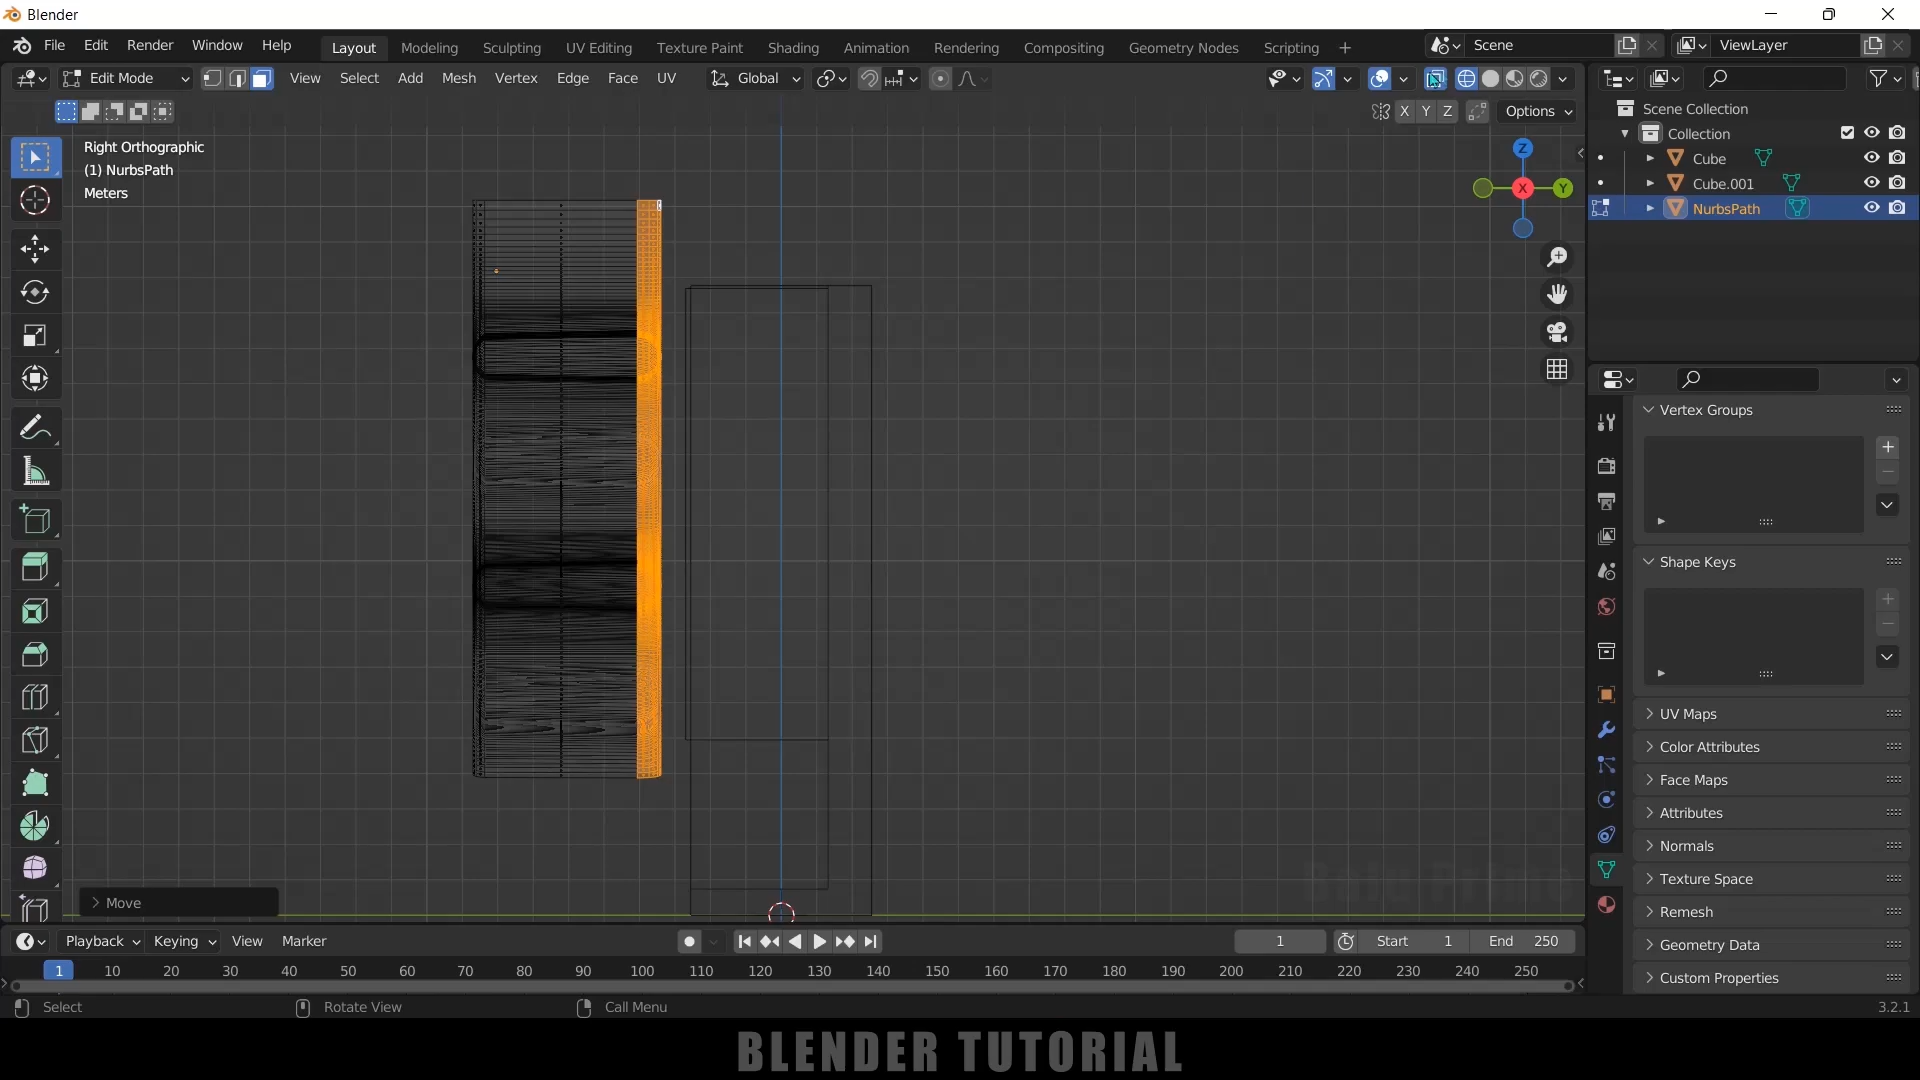 Blender
File Edit Render Window Help
Layout Modeling Sculpting UV Editing Texture Paint Shading Animation Rendering Compositing Geometry Nodes Scripting +
Scene
ViewLayer
Edit Mode
View Select Add Mesh Vertex Edge Face UV
Global
X Y Z
Options
Right Orthographic
(1) NurbsPath
Meters
Z
X
Y
Scene Collection
Collection
Cube
Cube.001
NurbsPath
Vertex Groups
Shape Keys
UV Maps
Color Attributes
Face Maps
Attributes
Normals
Texture Space
Remesh
Geometry Data
Custom Properties
Move
Playback Keying View Marker
1
Start 1
End 250
1 10 20 30 40 50 60 70 80 90 100 110 120 130 140 150 160 170 180 190 200 210 220 230 240 250
Select
Rotate View
Call Menu
3.2.1
BLENDER TUTORIAL